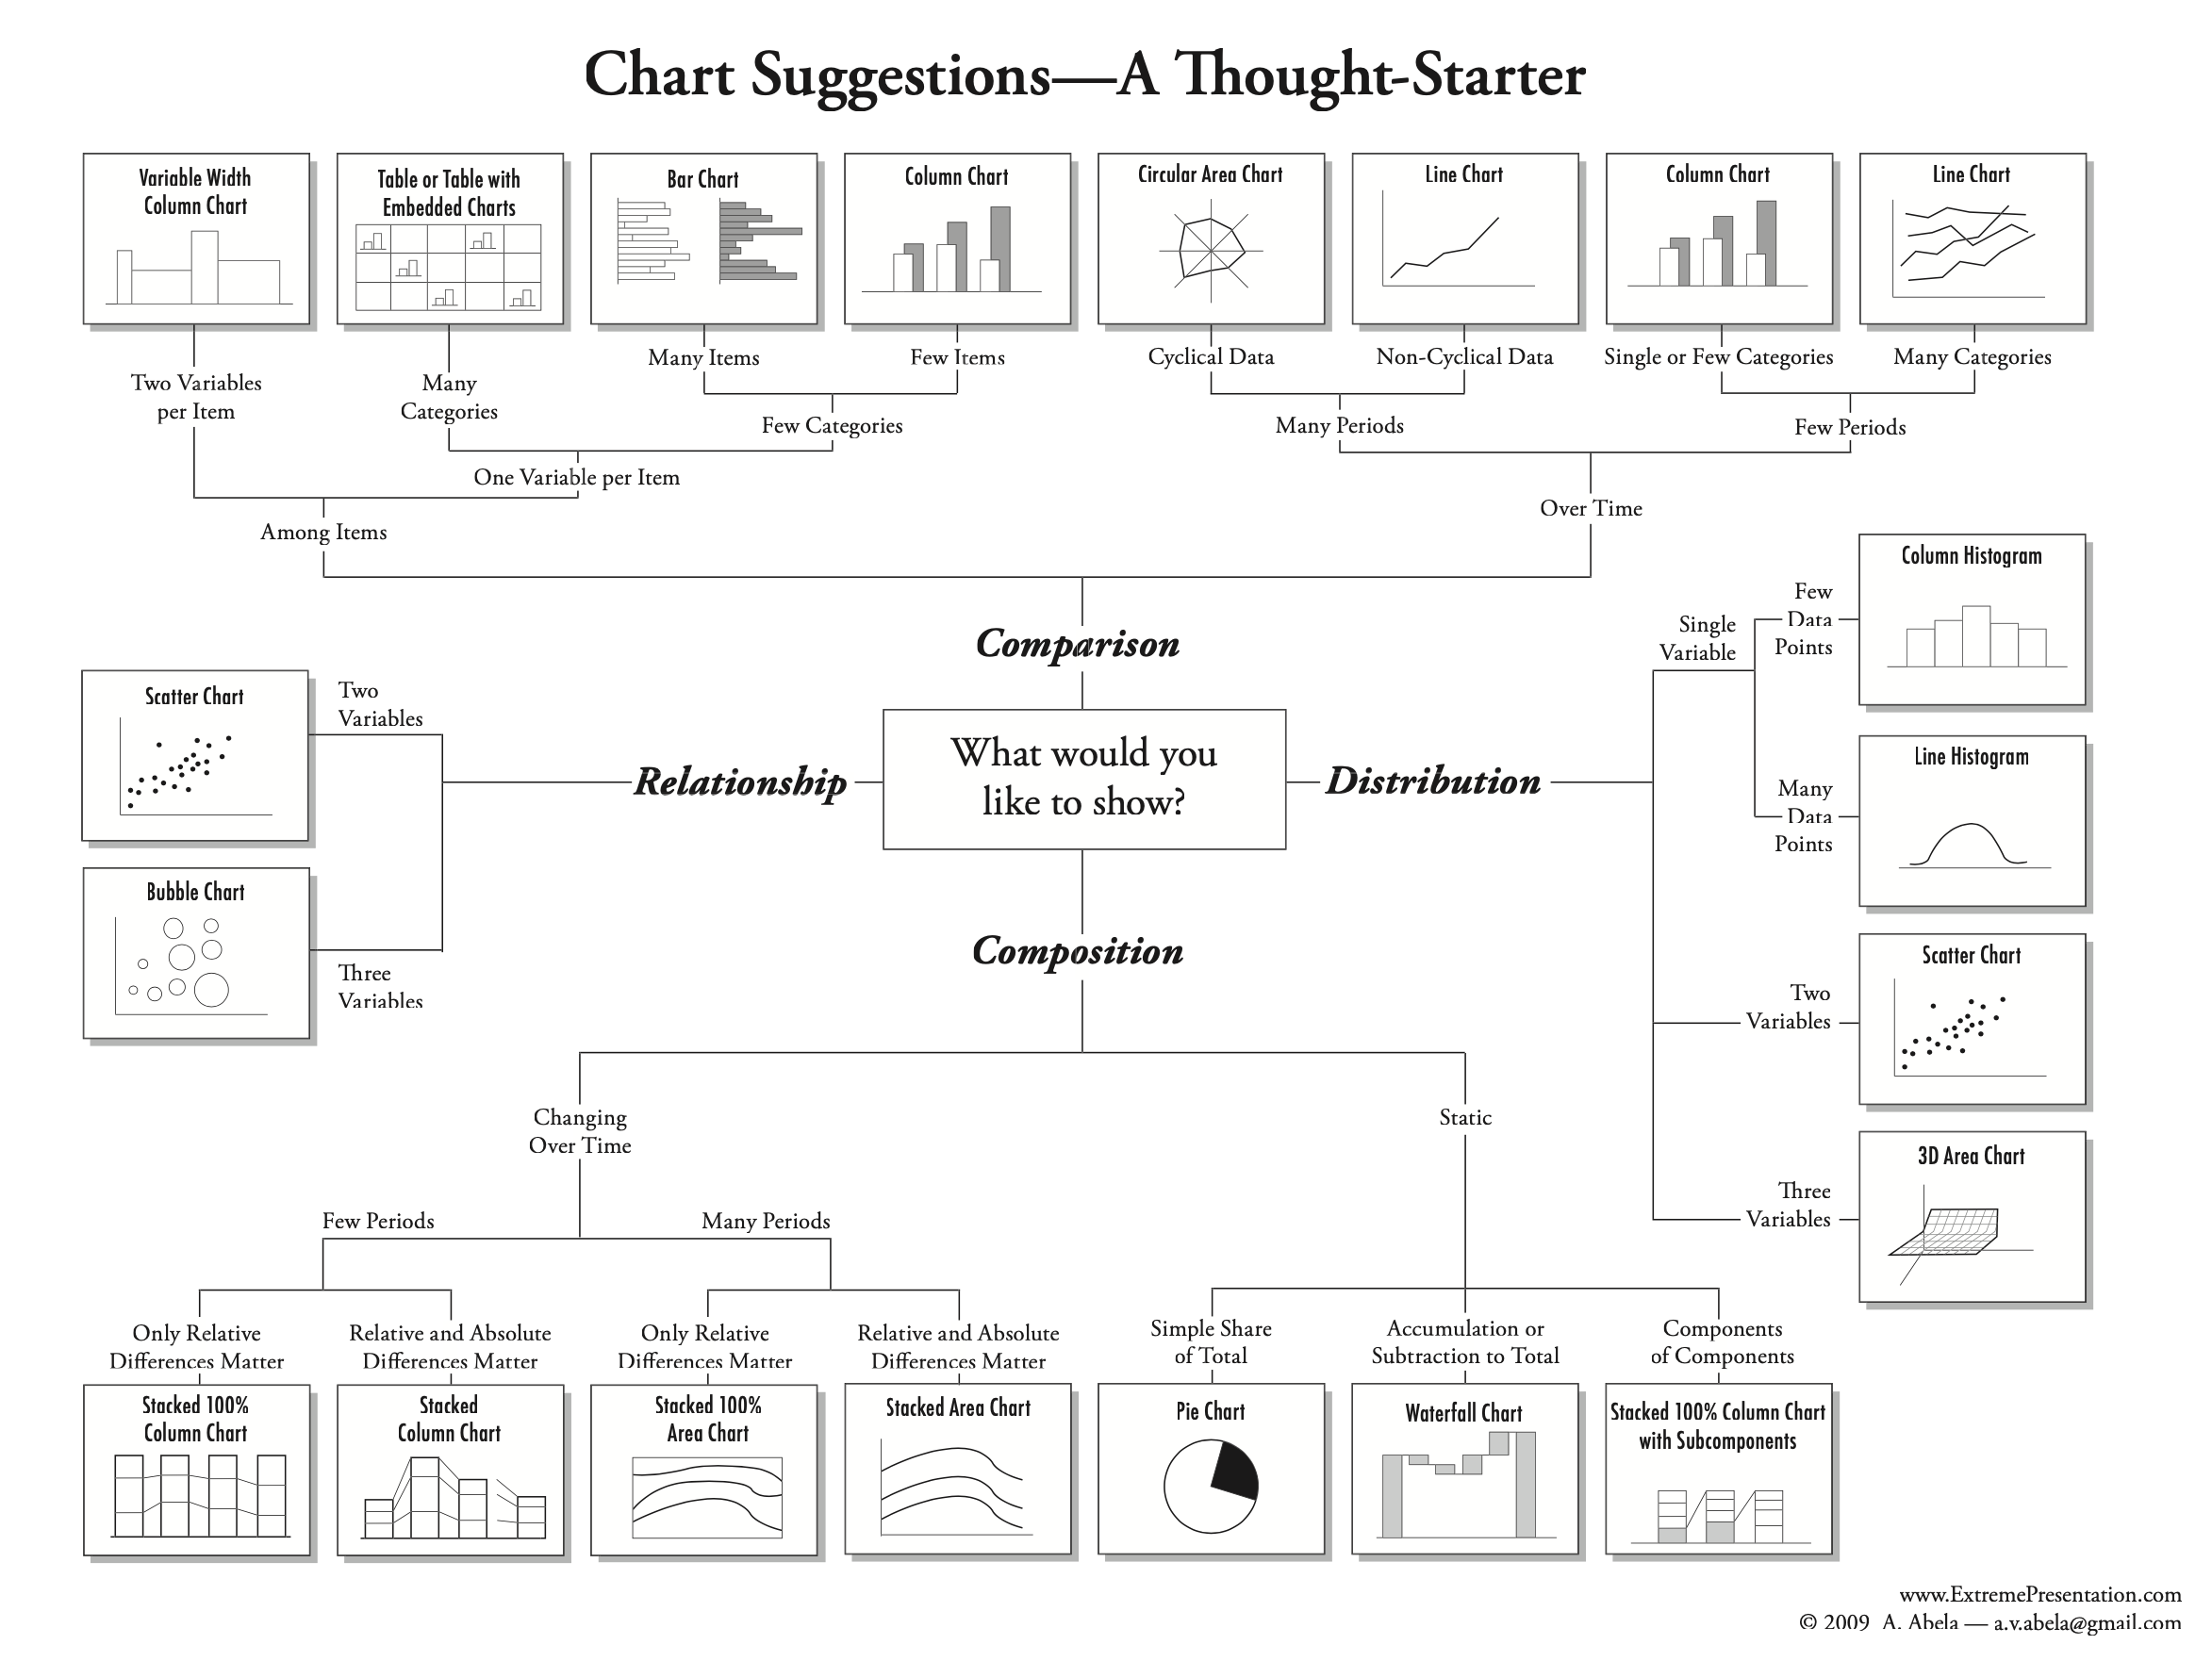 Chart Suggestions—A Thought-Starter
Variable Width
Column Chart
Table or Table with
Embedded Charts
Bar Chart
Column Chart
Circular Area Chart
Line Chart
Column Chart
Line Chart
Two Variables
per Item
Many
Categories
Many Items
Few Items
Cyclical Data
Non-Cyclical Data
Single or Few Categories
Many Categories
Few Categories
Many Periods
Few Periods
One Variable per Item
Among Items
Over Time
Comparison
What would you
like to show?
Relationship
Two
Variables
Scatter Chart
Three
Variables
Bubble Chart
Distribution
Single
Variable
Few
Data
Points
Column Histogram
Many
Data
Points
Line Histogram
Two
Variables
Scatter Chart
Three
Variables
3D Area Chart
Composition
Changing
Over Time
Static
Few Periods
Many Periods
Only Relative
Differences Matter
Relative and Absolute
Differences Matter
Only Relative
Differences Matter
Relative and Absolute
Differences Matter
Simple Share
of Total
Accumulation or
Subtraction to Total
Components
of Components
Stacked 100%
Column Chart
Stacked
Column Chart
Stacked 100%
Area Chart
Stacked Area Chart
Pie Chart
Waterfall Chart
Stacked 100% Column Chart
with Subcomponents
www.ExtremePresentation.com
© 2009 A. Abela — a.v.abela@gmail.com